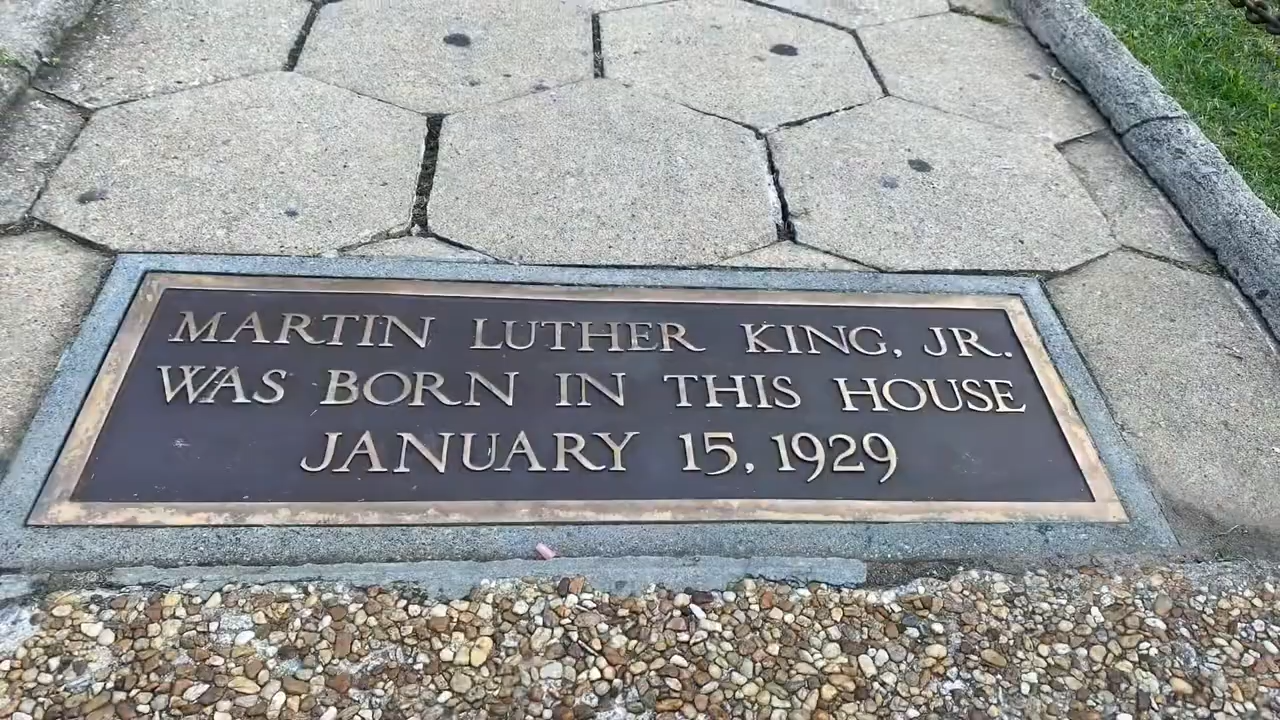 MARTIN LUTHER KING, JR.
WAS BORN IN THIS HOUSE
JANUARY 15, 1929